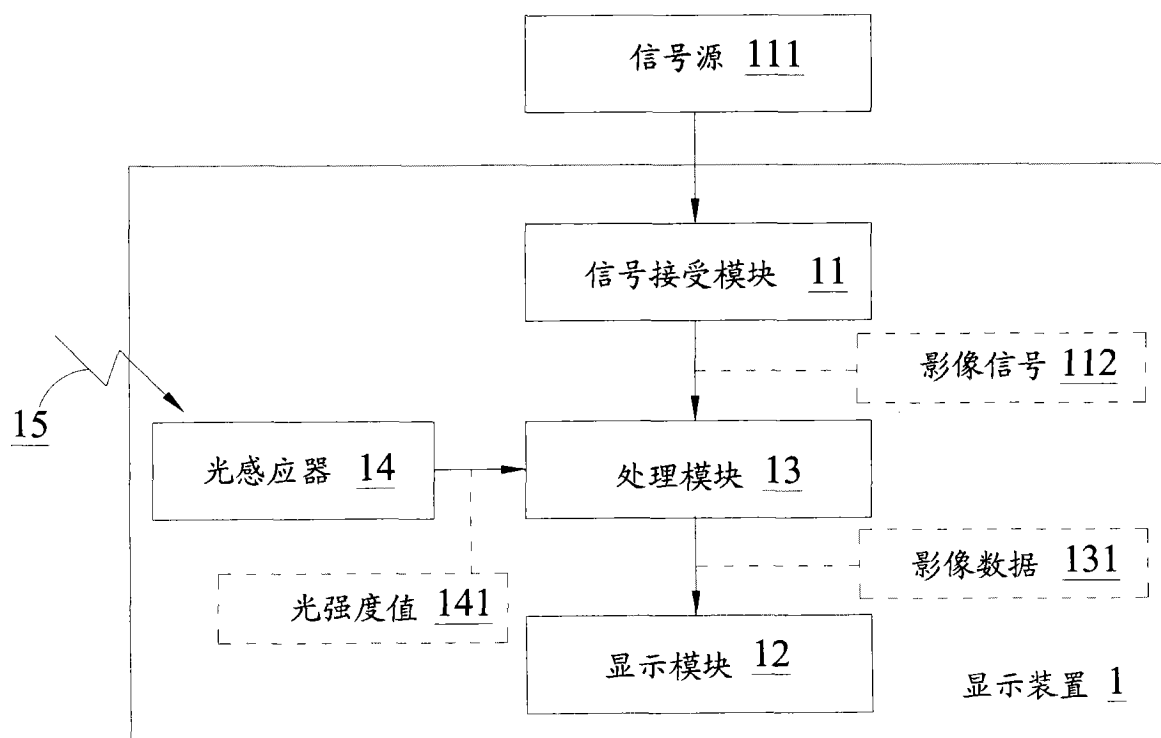 信号源 111
信号接受模块 11
影像信号 112
15
光感应器 14
处理模块 13
影像数据 131
光强度值 141
显示模块 12
显示装置 1